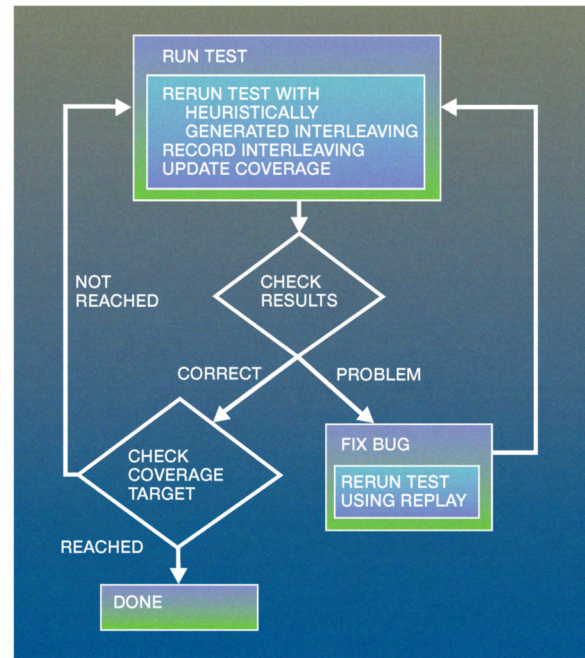 RUN TEST
RERUN TEST WITH
HEURISTICALLY
GENERATED INTERLEAVING
RECORD INTERLEAVING
UPDATE COVERAGE
NOT
REACHED
CHECK
RESULTS
CORRECT
PROBLEM
CHECK
COVERAGE
TARGET
FIX BUG
RERUN TEST
USING REPLAY
REACHED
DONE